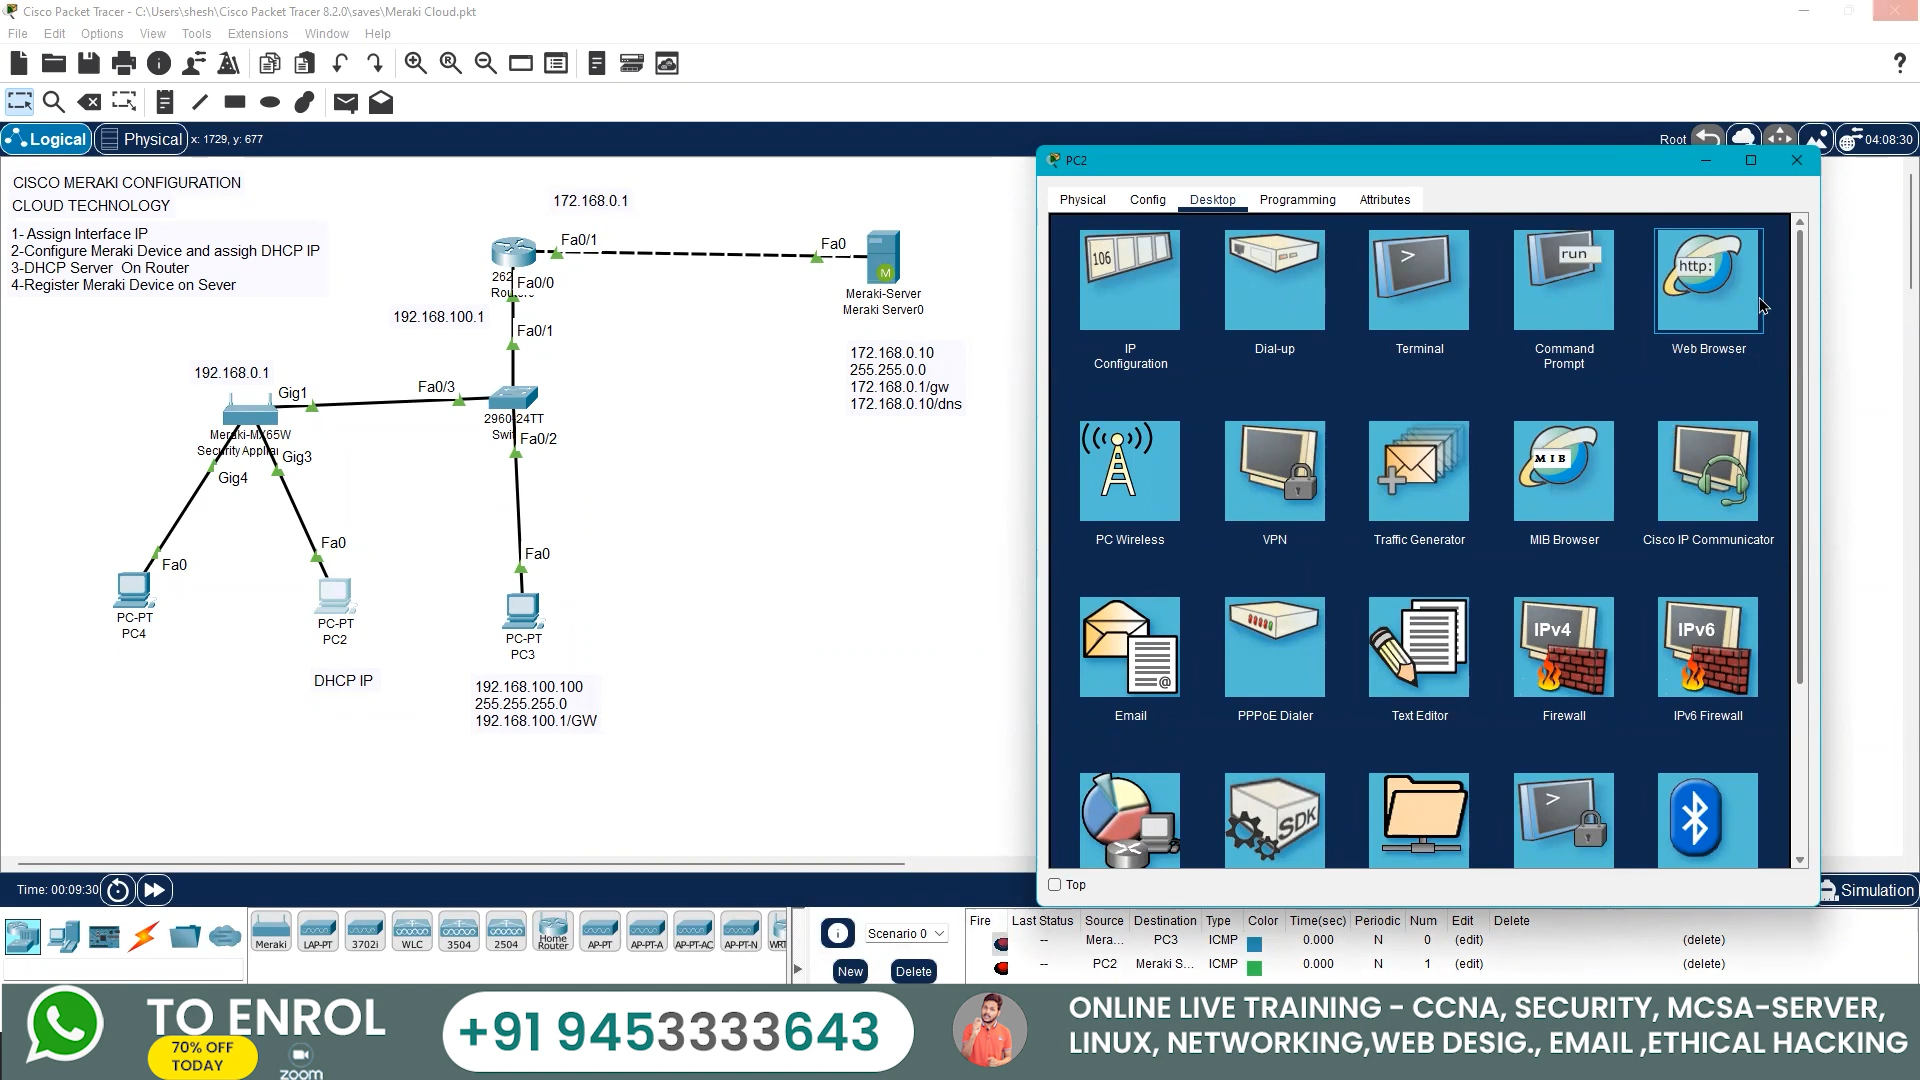 Cisco Packet Tracer - C:\Users\shesh\Cisco Packet Tracer 8.2.0\saves\Meraki Cloud.pkt
File Edit Options View Tools Extensions Window Help
?
Logical Physical x: 1729, y: 677
Root 04:08:30
CISCO MERAKI CONFIGURATION
CLOUD TECHNOLOGY
1- Assign Interface IP
2-Configure Meraki Device and assigh DHCP IP
3-DHCP Server On Router
4-Register Meraki Device on Sever
172.168.0.1
Fa0/1
Fa0
Fa0/0
Meraki-Server
Meraki Server0
192.168.100.1
Fa0/1
172.168.0.10
255.255.0.0
172.168.0.1/gw
172.168.0.10/dns
192.168.0.1
Gig1
Fa0/3
2960-24TT
Fa0/2
Meraki-MX65W
Gig3
Gig4
Fa0
Fa0
Fa0
PC-PT
PC4
PC-PT
PC2
PC-PT
PC3
DHCP IP
192.168.100.100
255.255.255.0
192.168.100.1/GW
PC2
Physical Config Desktop Programming Attributes
106
run
http:
IP
Configuration
Dial-up
Terminal
Command
Prompt
Web Browser
MIB
PC Wireless
VPN
Traffic Generator
MIB Browser
Cisco IP Communicator
@
IPv4
IPv6
Email
PPPoE Dialer
Text Editor
Firewall
IPv6 Firewall
SDK
Top
Time: 00:09:30
Simulation
Meraki LAP-PT 3702i WLC 3504 2504 Home Router AP-PT AP-PT-A AP-PT-AC AP-PT-N WRT
Scenario 0
New Delete
Fire Last Status Source Destination Type Color Time(sec) Periodic Num Edit Delete
-- Mera... PC3 ICMP 0.000 N 0 (edit) (delete)
-- PC2 Meraki S... ICMP 0.000 N 1 (edit) (delete)
TO ENROL
70% OFF
TODAY
zoom
+91 9453333643
ONLINE LIVE TRAINING - CCNA, SECURITY, MCSA-SERVER,
LINUX, NETWORKING,WEB DESIG., EMAIL ,ETHICAL HACKING